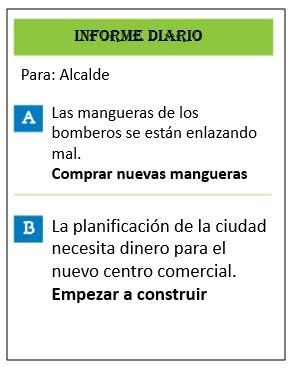 INFORME DIARIO
Para: Alcalde
A
Las mangueras de los
bomberos se están enlazando
mal.
Comprar nuevas mangueras
B
La planificación de la ciudad
necesita dinero para el
nuevo centro comercial.
Empezar a construir